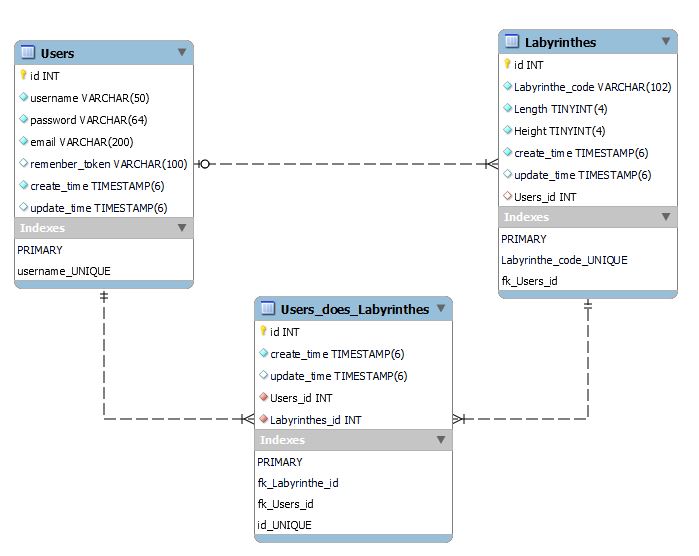 Users
id INT
username VARCHAR(50)
password VARCHAR(64)
email VARCHAR(200)
remenber_token VARCHAR(100)
create_time TIMESTAMP(6)
update_time TIMESTAMP(6)
Indexes
PRIMARY
username_UNIQUE
Labyrinthes
id INT
Labyrinthe_code VARCHAR(102)
Length TINYINT(4)
Height TINYINT(4)
create_time TIMESTAMP(6)
update_time TIMESTAMP(6)
Users_id INT
Indexes
PRIMARY
Labyrinthe_code_UNIQUE
fk_Users_id
Users_does_Labyrinthes
id INT
create_time TIMESTAMP(6)
update_time TIMESTAMP(6)
Users_id INT
Labyrinthes_id INT
Indexes
PRIMARY
fk_Labyrinthe_id
fk_Users_id
id_UNIQUE